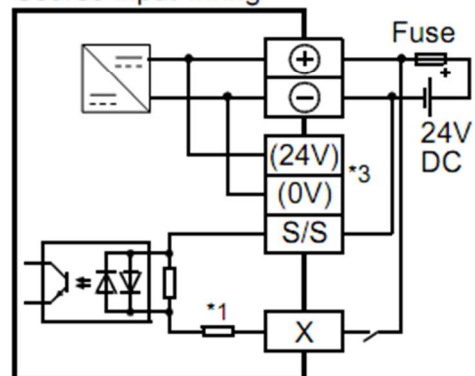 Fuse
+
−
24V
DC
(24V)
(0V)
*3
S/S
*1
X